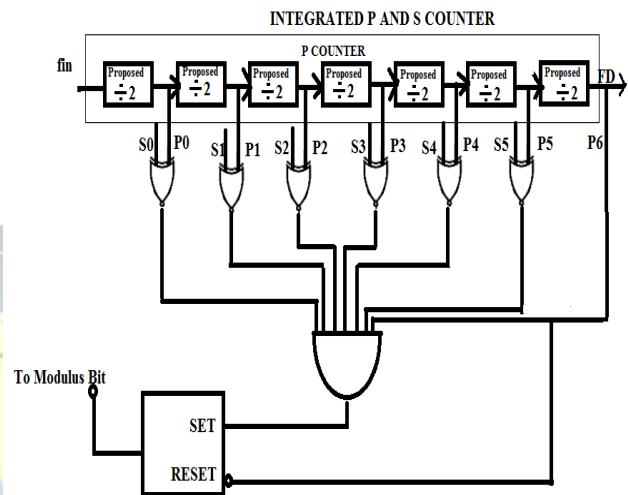 INTEGRATED P AND S COUNTER
P COUNTER
fin
Proposed ÷2
Proposed ÷2
Proposed ÷2
Proposed ÷2
Proposed ÷2
Proposed ÷2
Proposed ÷2
FD
S0 P0 S1 P1 S2 P2 S3 P3 S4 P4 S5 P5 P6
To Modulus Bit
SET
RESET